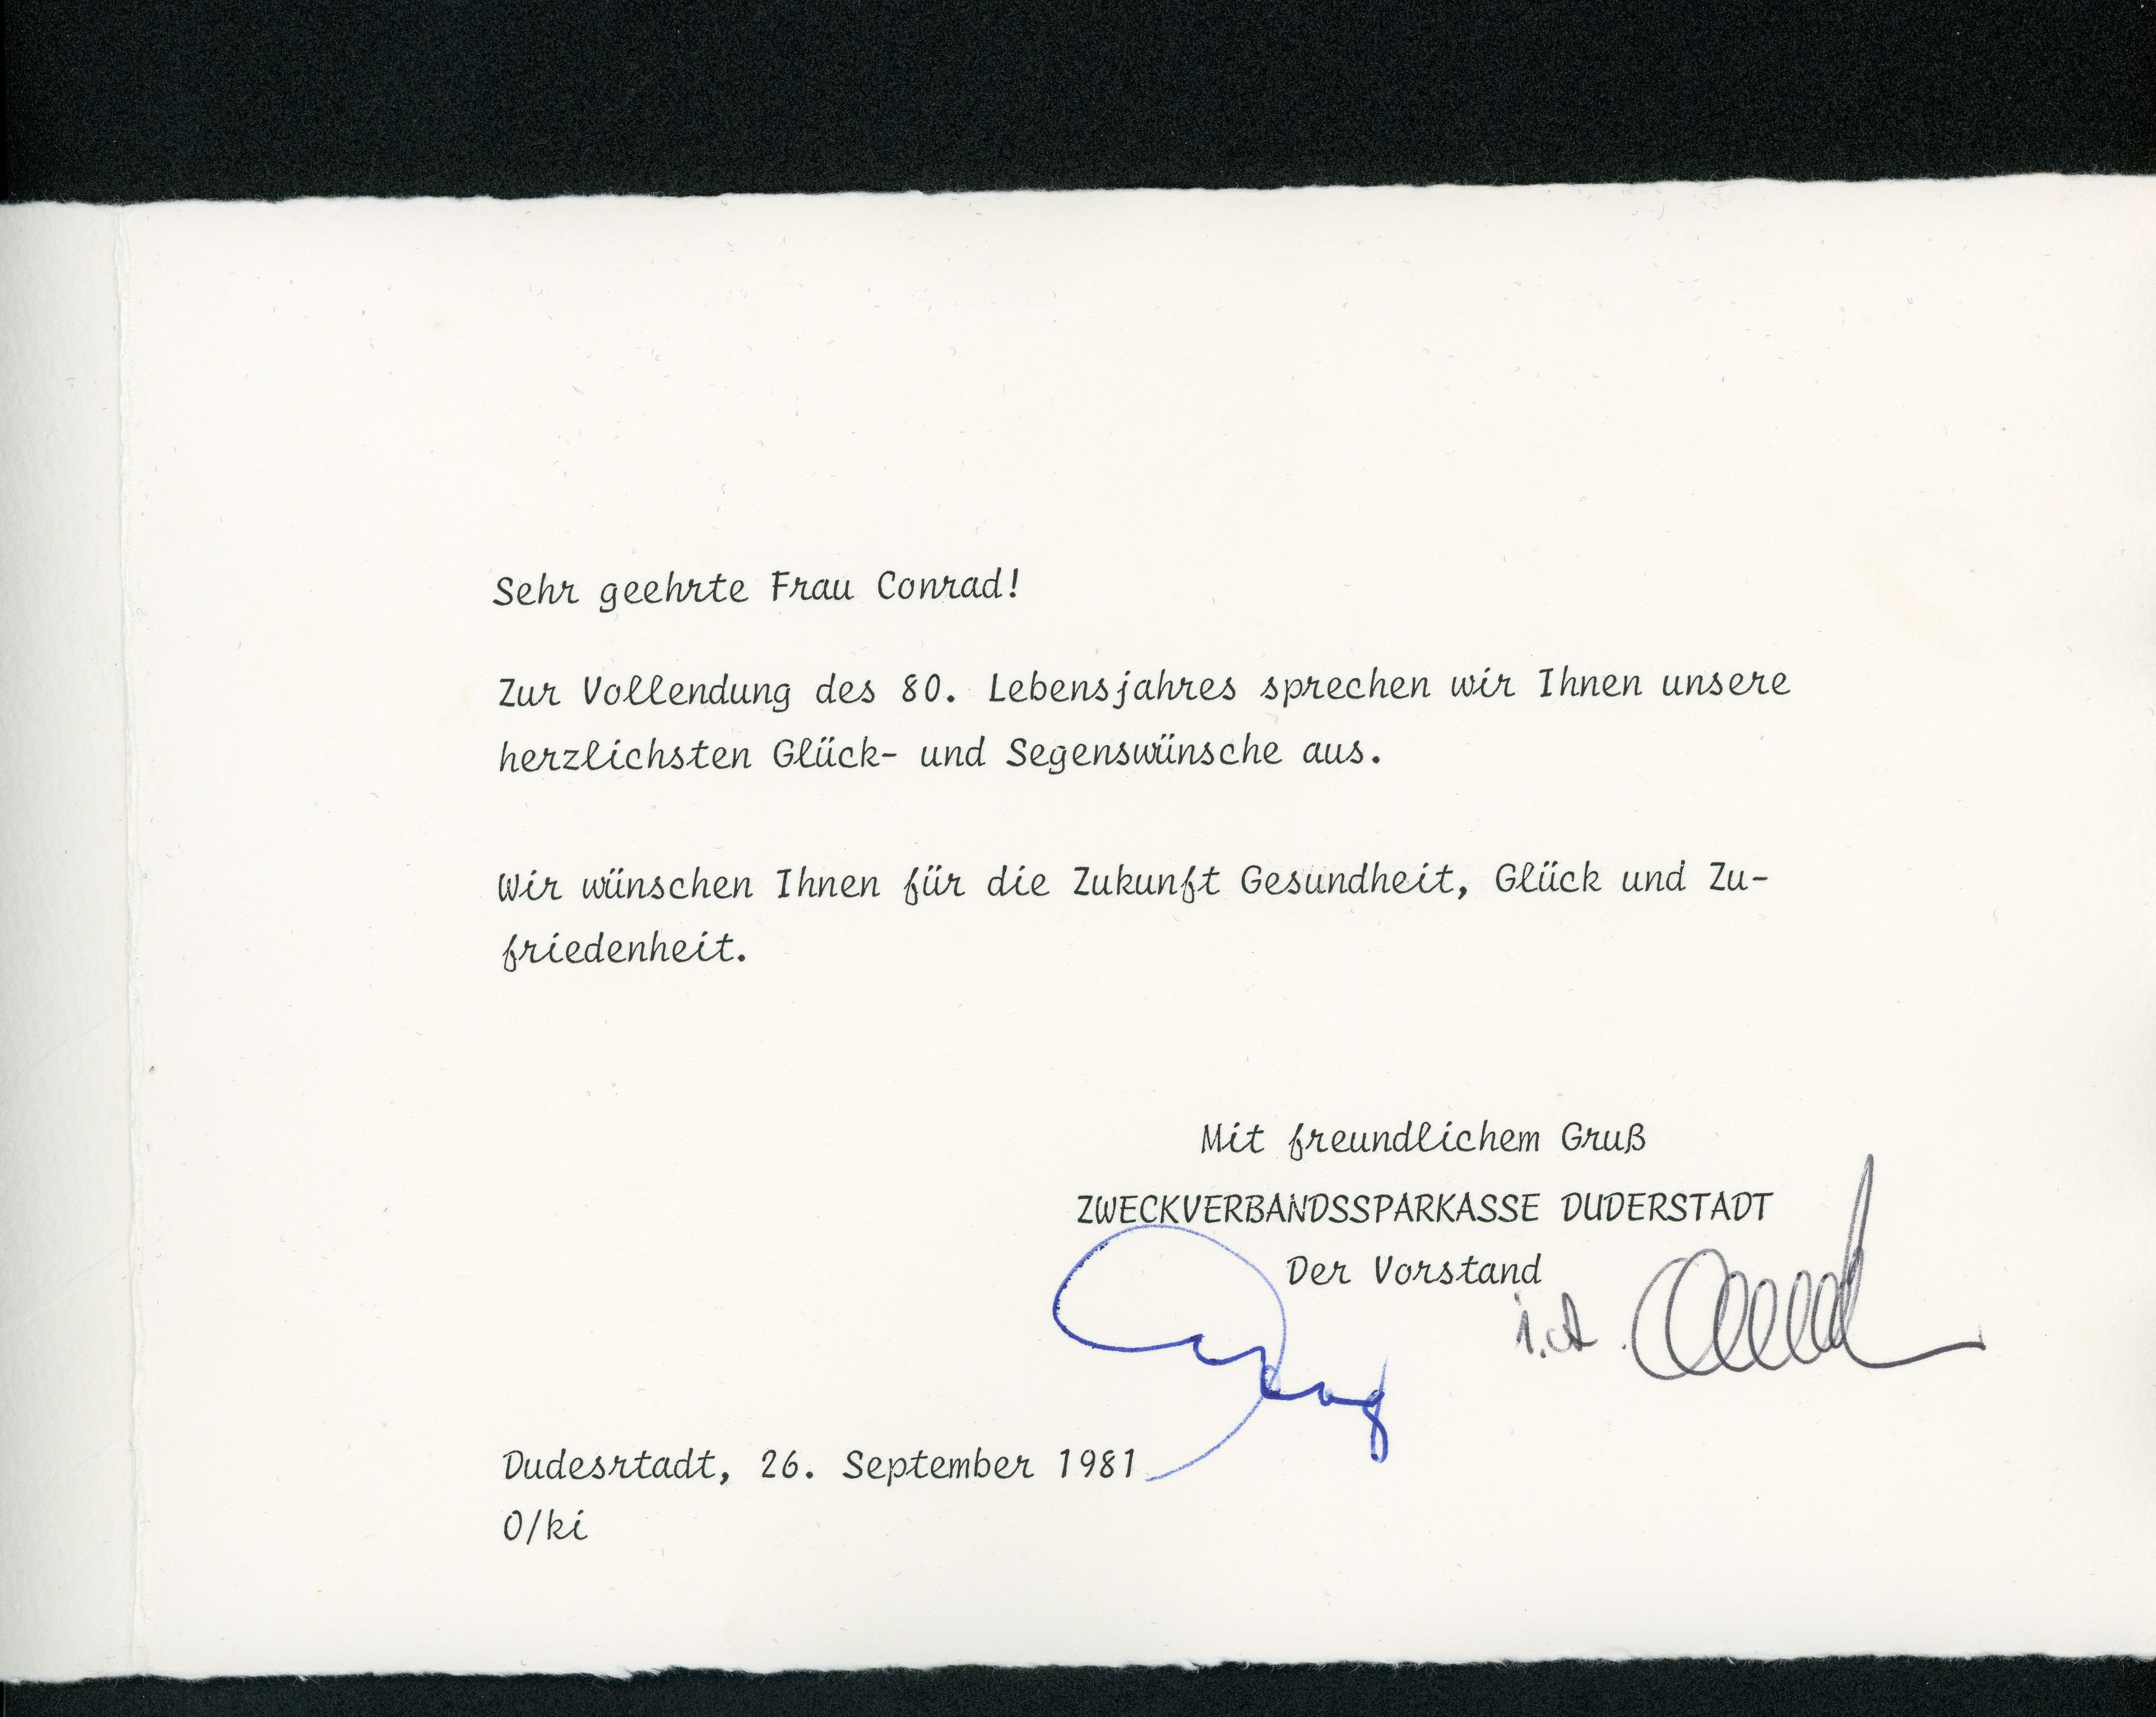 Sehr geehrte Frau Conrad!
Zur Vollendung des 80. Lebensjahres sprechen wir Ihnen unsere
herzlichsten Glück- und Segenswünsche aus.
Wir wünschen Ihnen für die Zukunft Gesundheit, Glück und Zu-
friedenheit.
Mit freundlichem Gruß
ZWECKVERBANDSSPARKASSE DUDERSTADT
Der Vorstand
i.A.
Dudesrtadt, 26. September 1981
O/ki